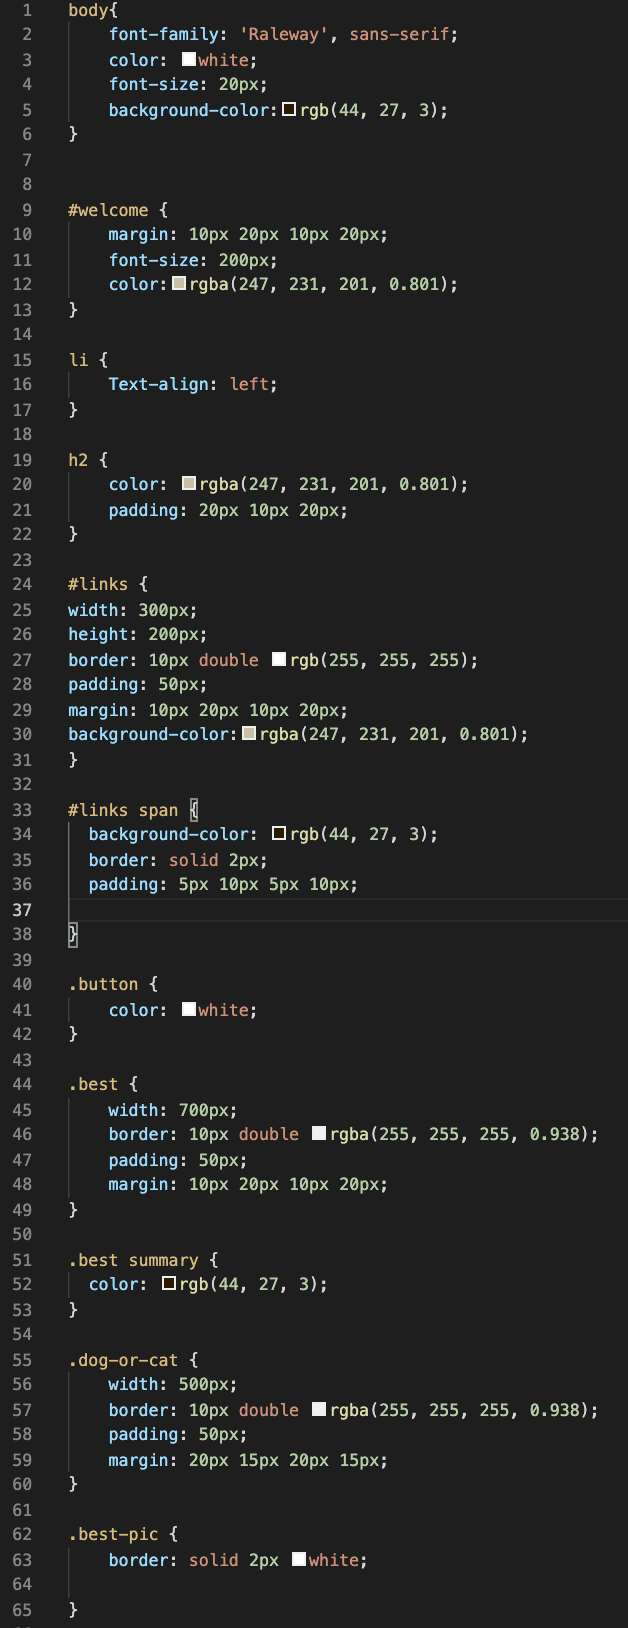 1 body{
2 font-family: 'Raleway', sans-serif;
3 color: white;
4 font-size: 20px;
5 background-color: rgb(44, 27, 3);
6 }
7
8
9 #welcome {
10 margin: 10px 20px 10px 20px;
11 font-size: 200px;
12 color: rgba(247, 231, 201, 0.801);
13 }
14
15 li {
16 Text-align: left;
17 }
18
19 h2 {
20 color: rgba(247, 231, 201, 0.801);
21 padding: 20px 10px 20px;
22 }
23
24 #links {
25 width: 300px;
26 height: 200px;
27 border: 10px double rgb(255, 255, 255);
28 padding: 50px;
29 margin: 10px 20px 10px 20px;
30 background-color: rgba(247, 231, 201, 0.801);
31 }
32
33 #links span {
34 background-color: rgb(44, 27, 3);
35 border: solid 2px;
36 padding: 5px 10px 5px 10px;
37
38 }
39
40 .button {
41 color: white;
42 }
43
44 .best {
45 width: 700px;
46 border: 10px double rgba(255, 255, 255, 0.938);
47 padding: 50px;
48 margin: 10px 20px 10px 20px;
49 }
50
51 .best summary {
52 color: rgb(44, 27, 3);
53 }
54
55 .dog-or-cat {
56 width: 500px;
57 border: 10px double rgba(255, 255, 255, 0.938);
58 padding: 50px;
59 margin: 20px 15px 20px 15px;
60 }
61
62 .best-pic {
63 border: solid 2px white;
64
65 }